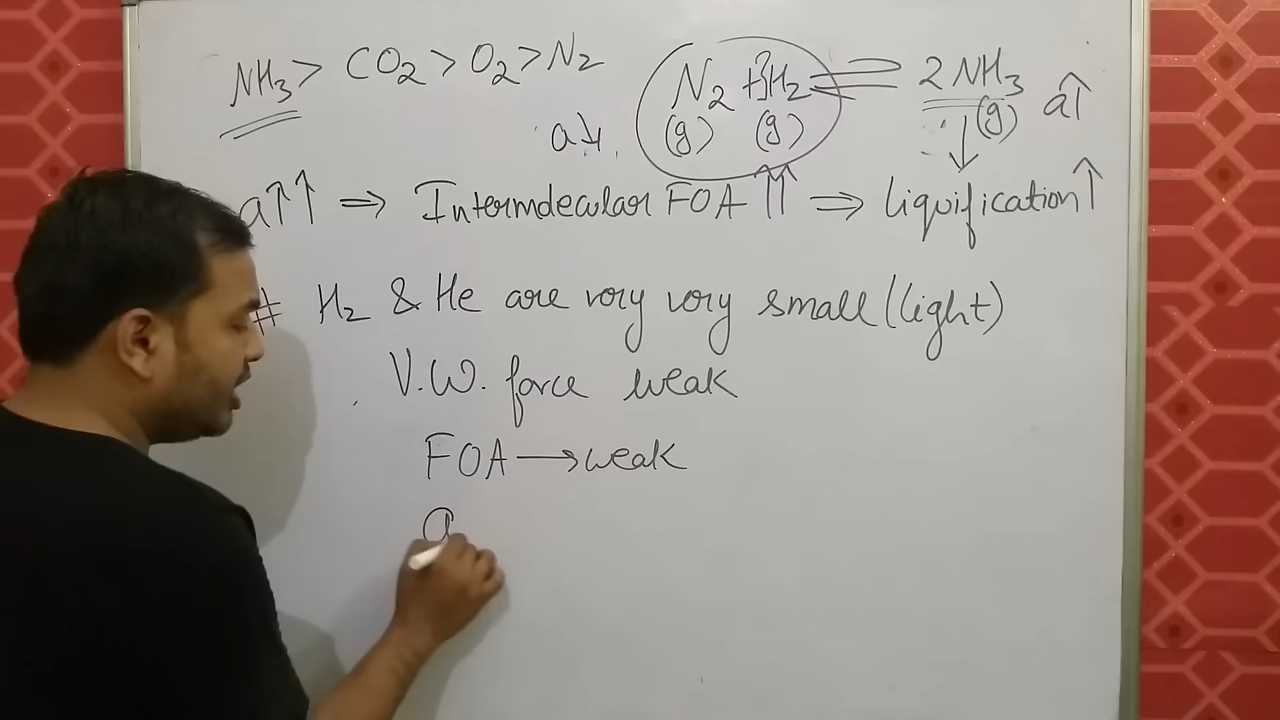 NH₃ > CO₂ > O₂ > N₂
N₂ + 3H₂ ⇌ 2NH₃ a↑
a↓ (g) (g) (g) ↓
a↑↑ ⇒ Intermolecular FOA ↑↑ ⇒ Liquification↑
# H₂ & He are very very small (light)
V.W. force weak
FOA → weak
a